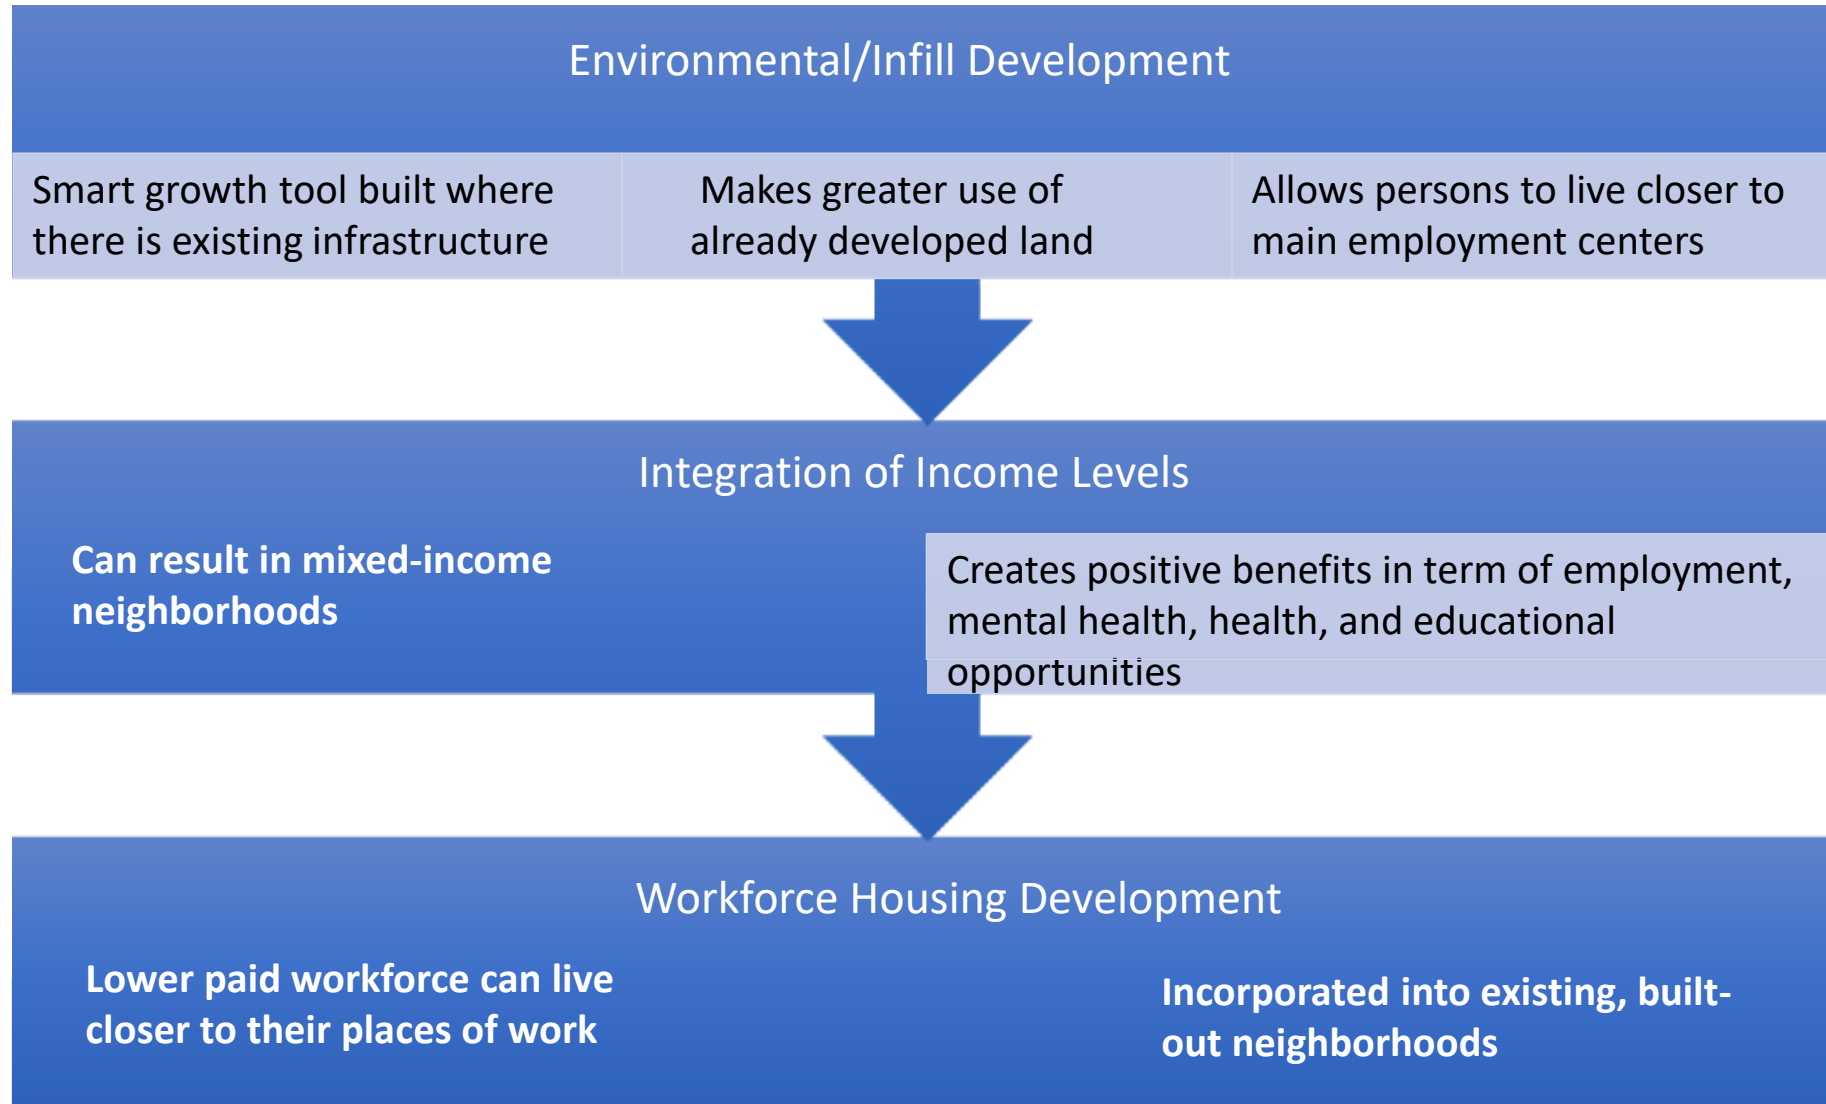 Environmental/Infill Development
Smart growth tool built where
there is existing infrastructure
Makes greater use of
already developed land
Allows persons to live closer to
main employment centers
Integration of Income Levels
Can result in mixed-income
neighborhoods
Creates positive benefits in term of employment,
mental health, health, and educational
opportunities
Workforce Housing Development
Lower paid workforce can live
closer to their places of work
Incorporated into existing, built-
out neighborhoods